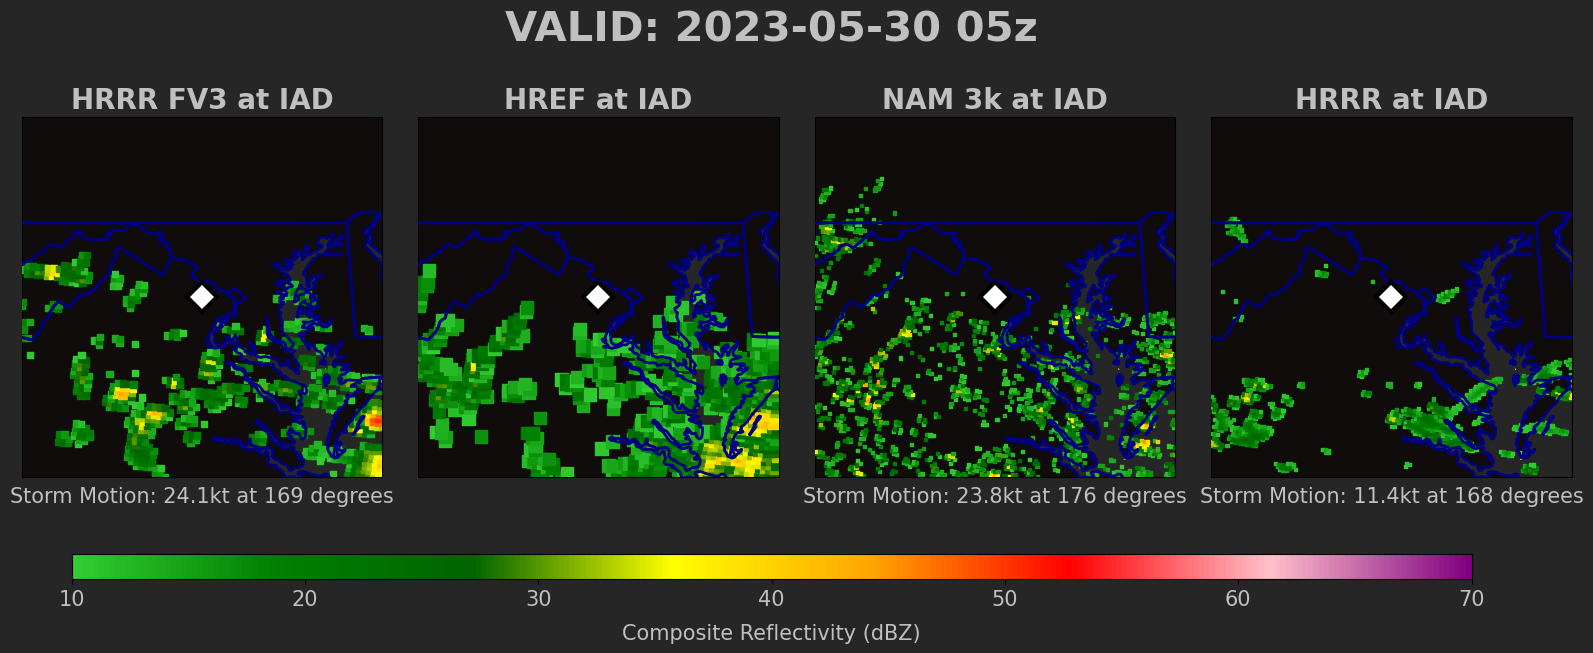 VALID: 2023-05-30 05z
HRRR FV3 at IAD
HREF at IAD
NAM 3k at IAD
HRRR at IAD
Storm Motion: 24.1kt at 169 degrees
Storm Motion: 23.8kt at 176 degrees
Storm Motion: 11.4kt at 168 degrees
10 20 30 40 50 60 70
Composite Reflectivity (dBZ)